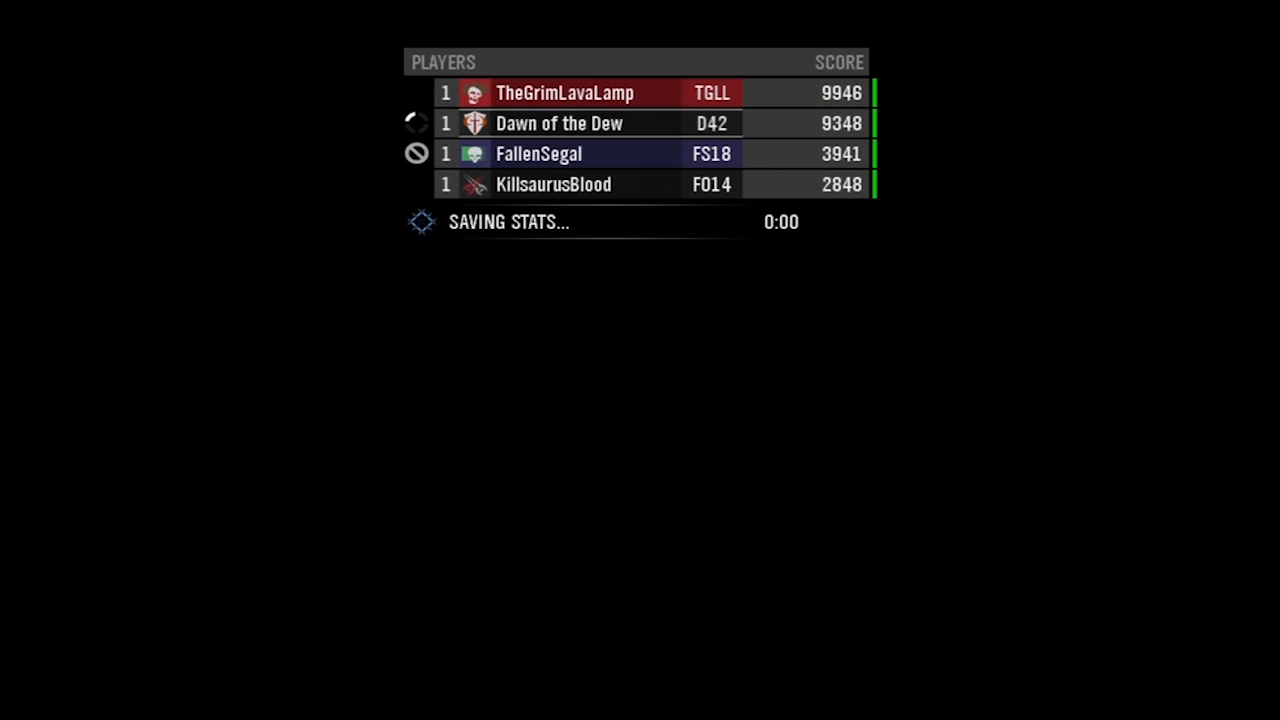 PLAYERS SCORE
1 TheGrimLavaLamp TGLL 9946
1 Dawn of the Dew D42 9348
1 FallenSegal FS18 3941
1 KillsaurusBlood FO14 2848
SAVING STATS... 0:00